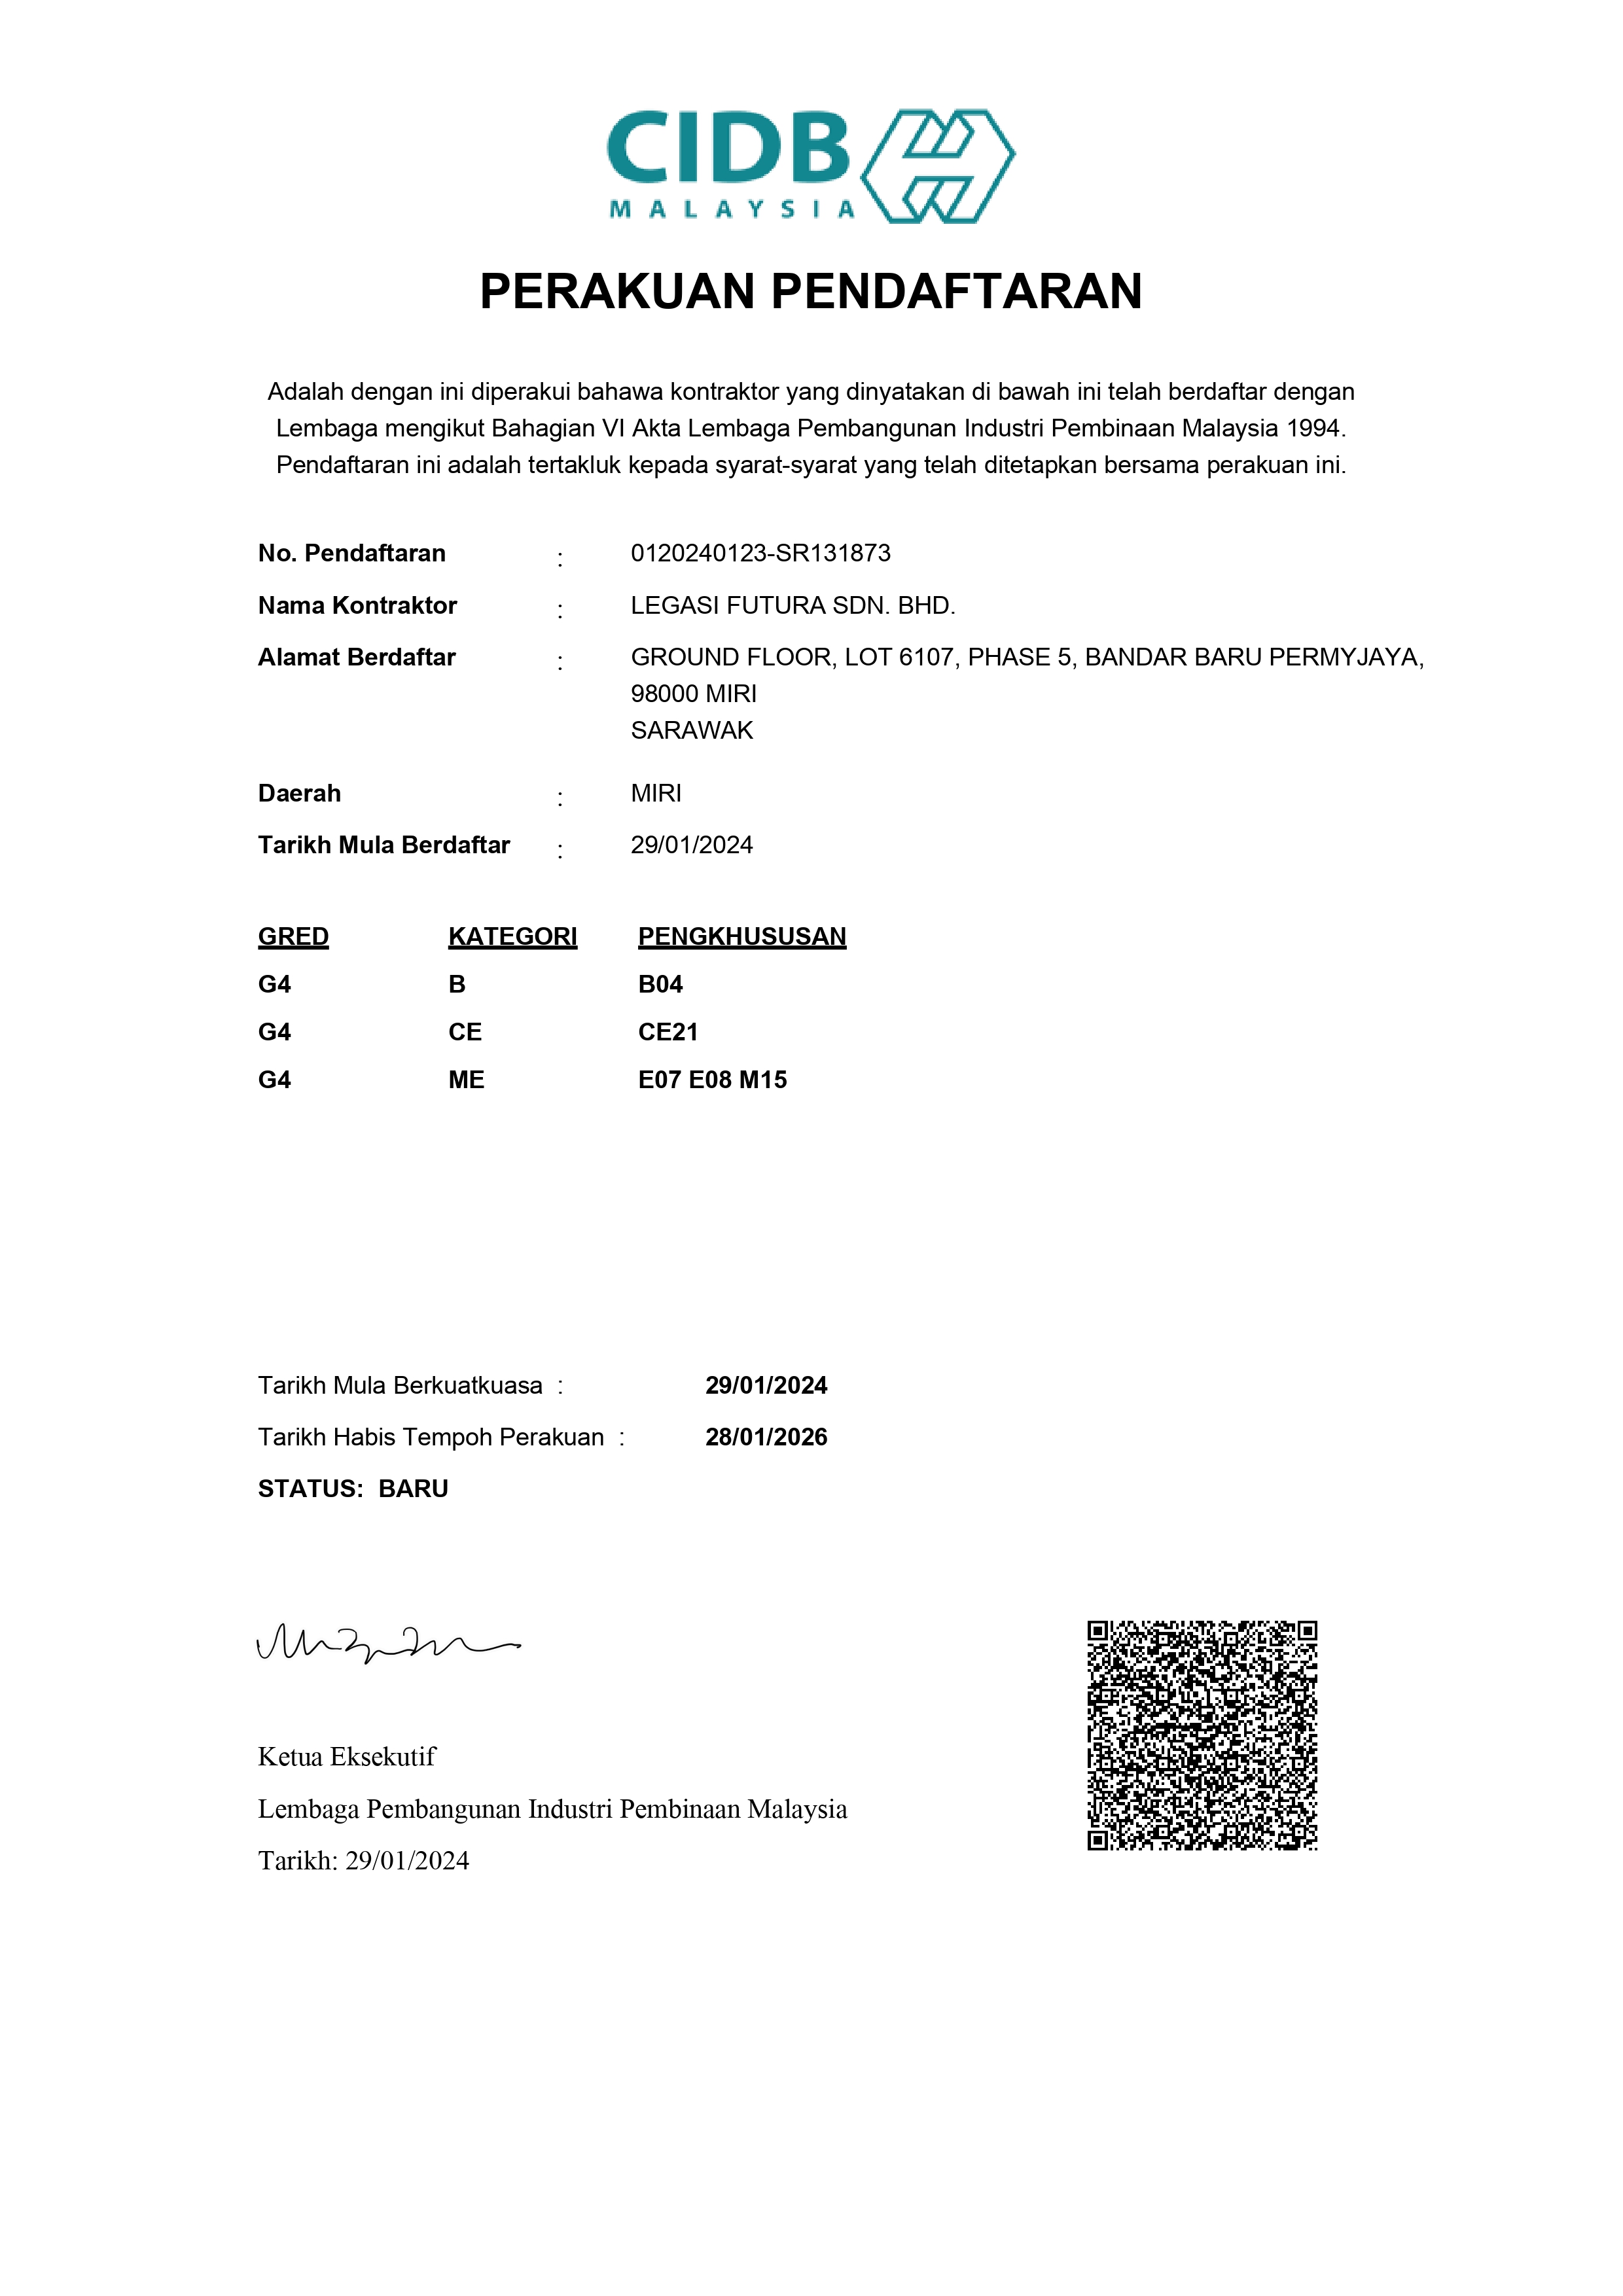 CIDB
MALAYSIA
PERAKUAN PENDAFTARAN
Adalah dengan ini diperakui bahawa kontraktor yang dinyatakan di bawah ini telah berdaftar dengan
Lembaga mengikut Bahagian VI Akta Lembaga Pembangunan Industri Pembinaan Malaysia 1994.
Pendaftaran ini adalah tertakluk kepada syarat-syarat yang telah ditetapkan bersama perakuan ini.
No. Pendaftaran : 0120240123-SR131873
Nama Kontraktor : LEGASI FUTURA SDN. BHD.
Alamat Berdaftar : GROUND FLOOR, LOT 6107, PHASE 5, BANDAR BARU PERMYJAYA,
98000 MIRI
SARAWAK
Daerah : MIRI
Tarikh Mula Berdaftar : 29/01/2024
GRED KATEGORI PENGKHUSUSAN
G4 B B04
G4 CE CE21
G4 ME E07 E08 M15
Tarikh Mula Berkuatkuasa : 29/01/2024
Tarikh Habis Tempoh Perakuan : 28/01/2026
STATUS: BARU
Ketua Eksekutif
Lembaga Pembangunan Industri Pembinaan Malaysia
Tarikh: 29/01/2024